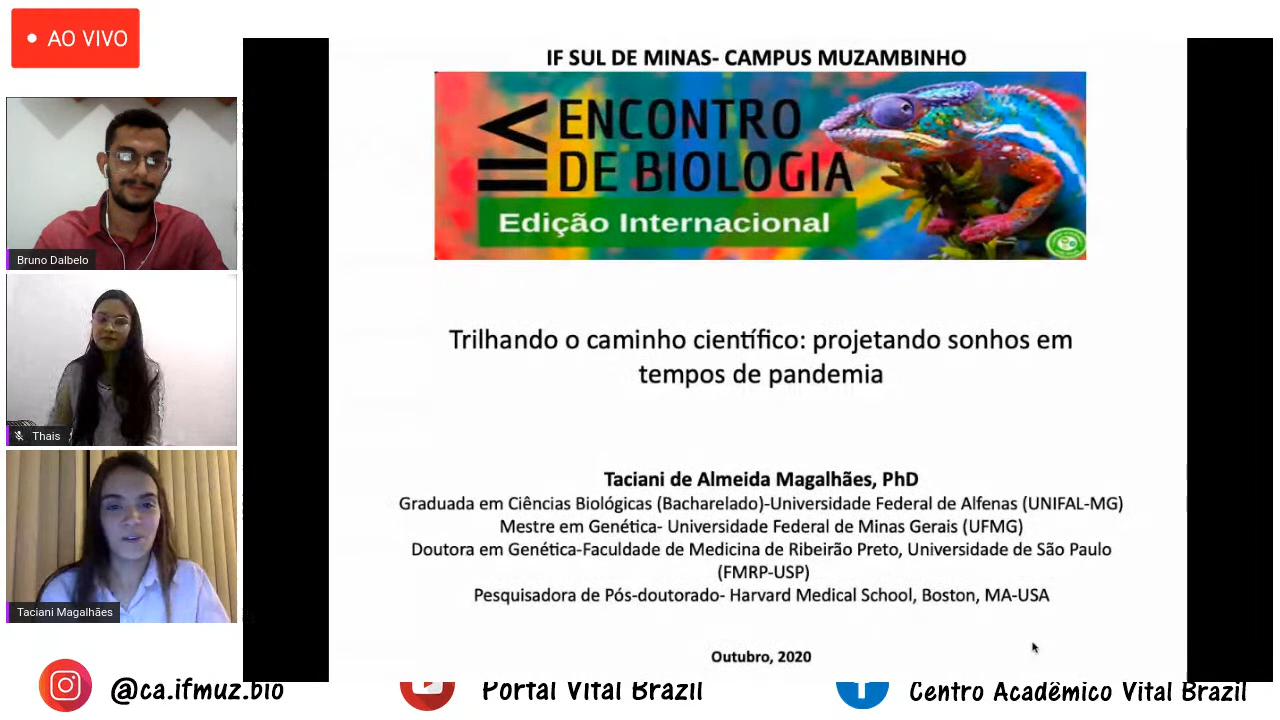 AO VIVO
IF SUL DE MINAS- CAMPUS MUZAMBINHO
IV ENCONTRO
DE BIOLOGIA
Edição Internacional
Bruno Dalbelo
Thais
Taciani Magalhães
Trilhando o caminho científico: projetando sonhos em
tempos de pandemia
Taciani de Almeida Magalhães, PhD
Graduada em Ciências Biológicas (Bacharelado)-Universidade Federal de Alfenas (UNIFAL-MG)
Mestre em Genética- Universidade Federal de Minas Gerais (UFMG)
Doutora em Genética-Faculdade de Medicina de Ribeirão Preto, Universidade de São Paulo
(FMRP-USP)
Pesquisadora de Pós-doutorado- Harvard Medical School, Boston, MA-USA
Outubro, 2020
@ca.ifmuz.bio
Portal Vital Brazil
Centro Acadêmico Vital Brazil